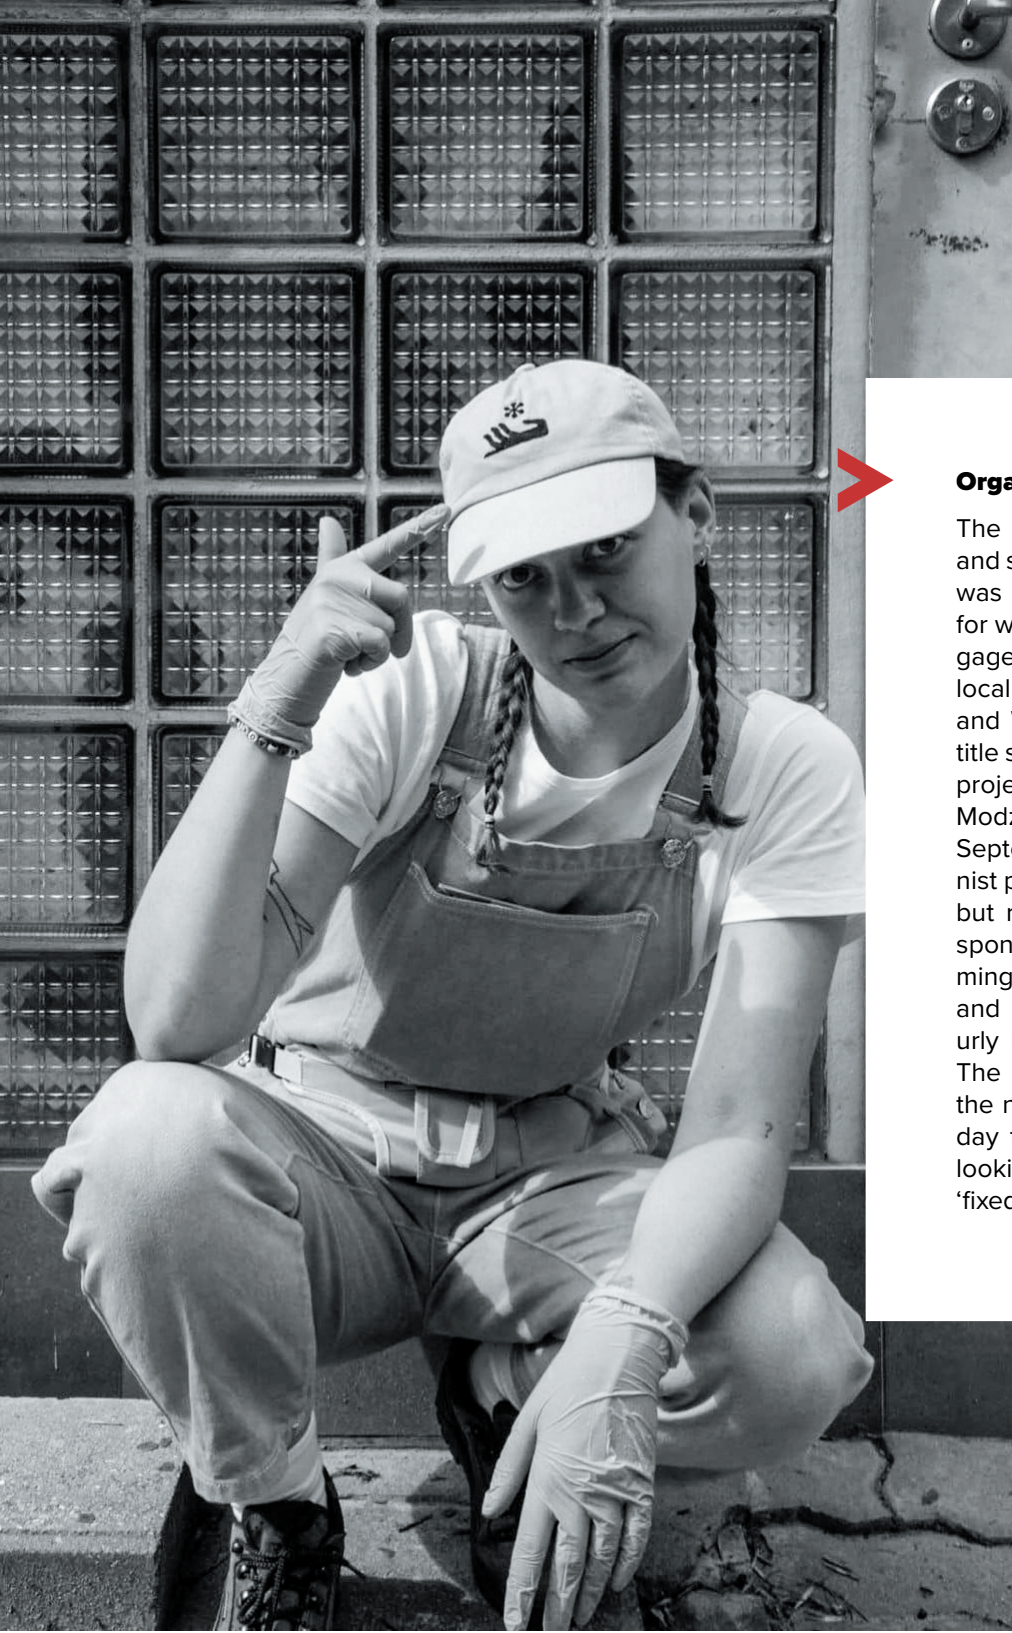 Orga
The
and s
was
for w
gage
local
and '
title s
proje
Modz
Septe
nist p
but r
spon
ming
and
urly
The
the n
day t
looki
‘fixed
?